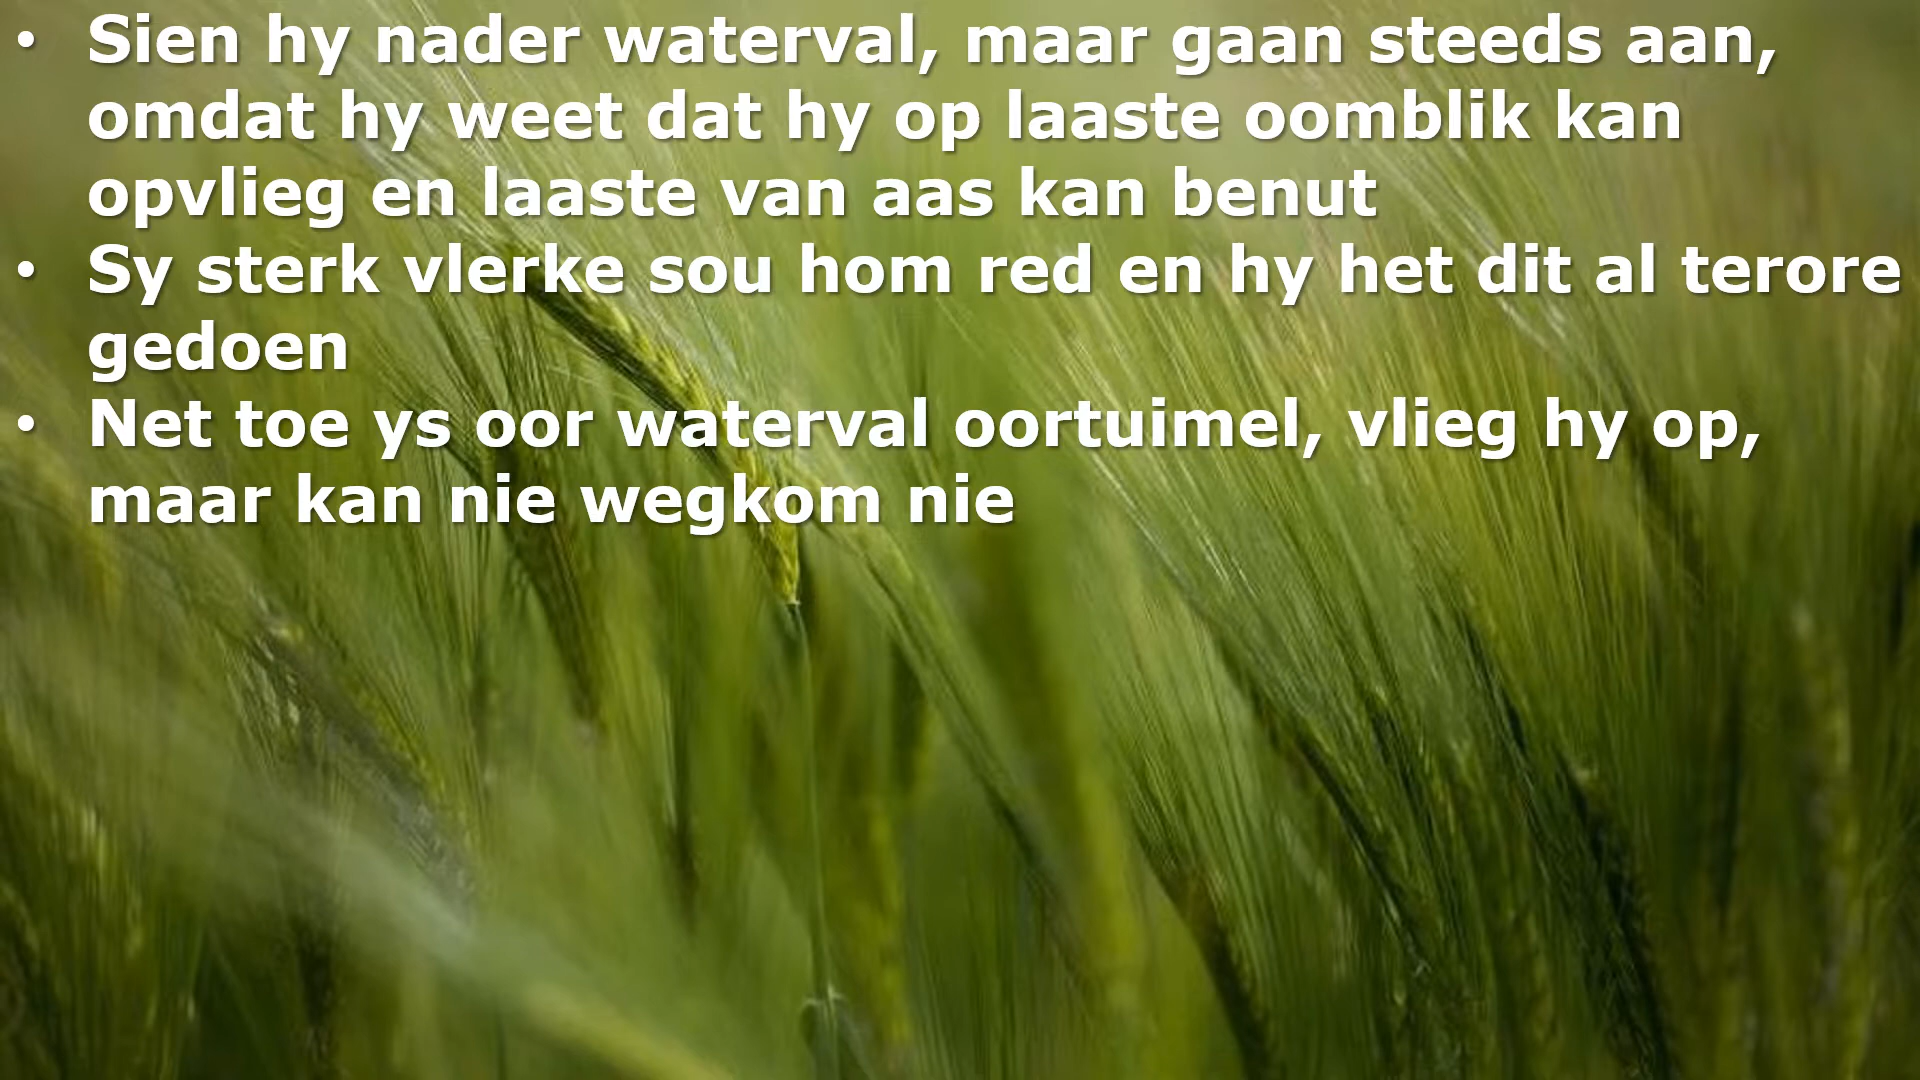 • Sien hy nader waterval, maar gaan steeds aan,
omdat hy weet dat hy op laaste oomblik kan
opvlieg en laaste van aas kan benut
• Sy sterk vlerke sou hom red en hy het dit al terore
gedoen
• Net toe ys oor waterval oortuimel, vlieg hy op,
maar kan nie wegkom nie